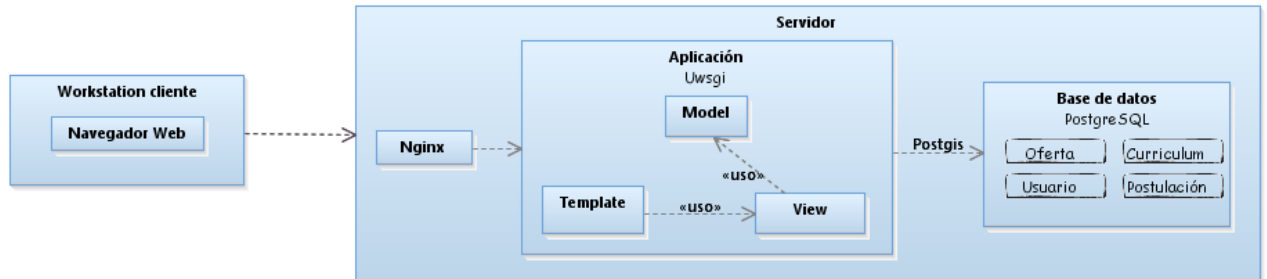 Servidor
Workstation cliente
Navegador Web
Nginx
Aplicación
Uwsgi
Model
«uso»
Template
«uso»
View
Postgis
Base de datos
PostgreSQL
Oferta
Curriculum
Usuario
Postulación